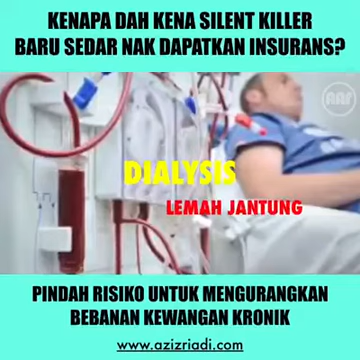 KENAPA DAH KENA SILENT KILLER
BARU SEDAR NAK DAPATKAN INSURANS?
DIALYSIS
LEMAH JANTUNG
PINDAH RISIKO UNTUK MENGURANGKAN
BEBANAN KEWANGAN KRONIK
www.azizriadi.com